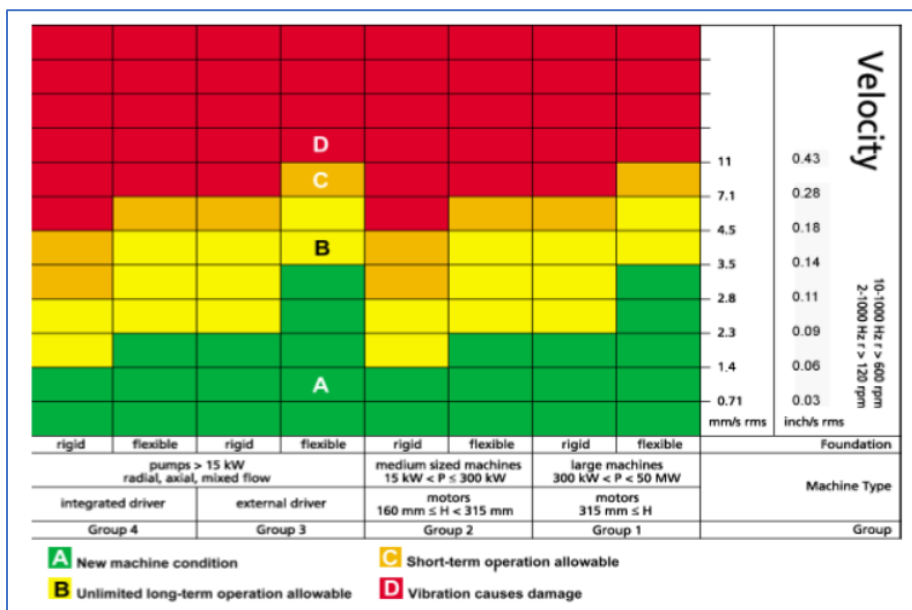 Velocity
10-1000 Hz r > 600 rpm
2-1000 Hz r > 120 rpm
D
C
B
A
11 0.43
7.1 0.28
4.5 0.18
3.5 0.14
2.8 0.11
2.3 0.09
1.4 0.06
0.71 0.03
mm/s rms inch/s rms
rigid flexible rigid flexible rigid flexible rigid flexible Foundation
pumps > 15 kW
radial, axial, mixed flow
medium sized machines
15 kW < P ≤ 300 kW
large machines
300 kW < P < 50 MW
Machine Type
integrated driver external driver
motors
160 mm ≤ H < 315 mm
motors
315 mm ≤ H
Group 4 Group 3 Group 2 Group 1 Group
A New machine condition
C Short-term operation allowable
B Unlimited long-term operation allowable
D Vibration causes damage